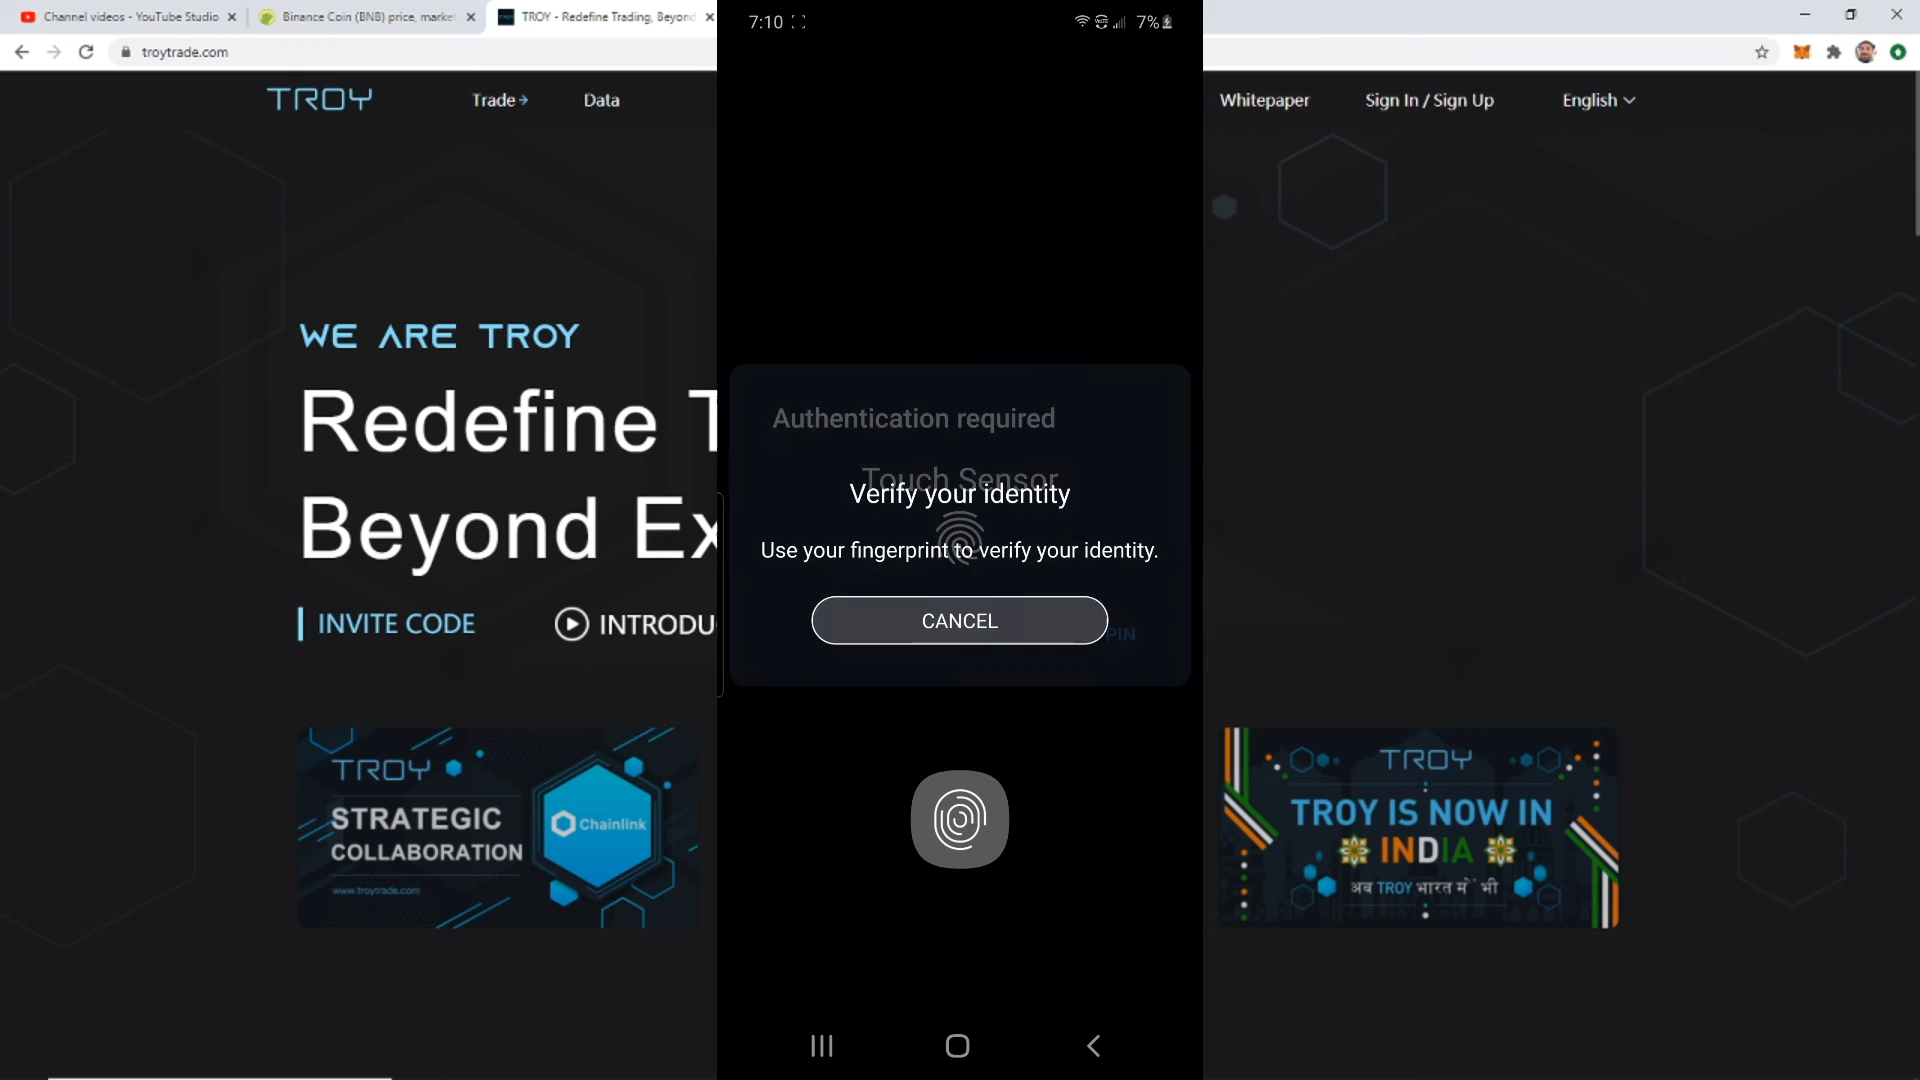 Channel videos - YouTube Studio
Binance Coin (BNB) price, marke
TROY - Redefine Trading, Beyond
troytrade.com
7:10
7%
TROY
Trade
Data
Whitepaper
Sign In / Sign Up
English
WE ARE TROY
Redefine T
Beyond Ex
INVITE CODE
INTRODU
Authentication required
Touch Sensor
Verify your identity
Use your fingerprint to verify your identity.
CANCEL
PIN
TROY
STRATEGIC
COLLABORATION
www.troytrade.com
Chainlink
TROY
TROY IS NOW IN
INDIA
अब TROY भारत में भी